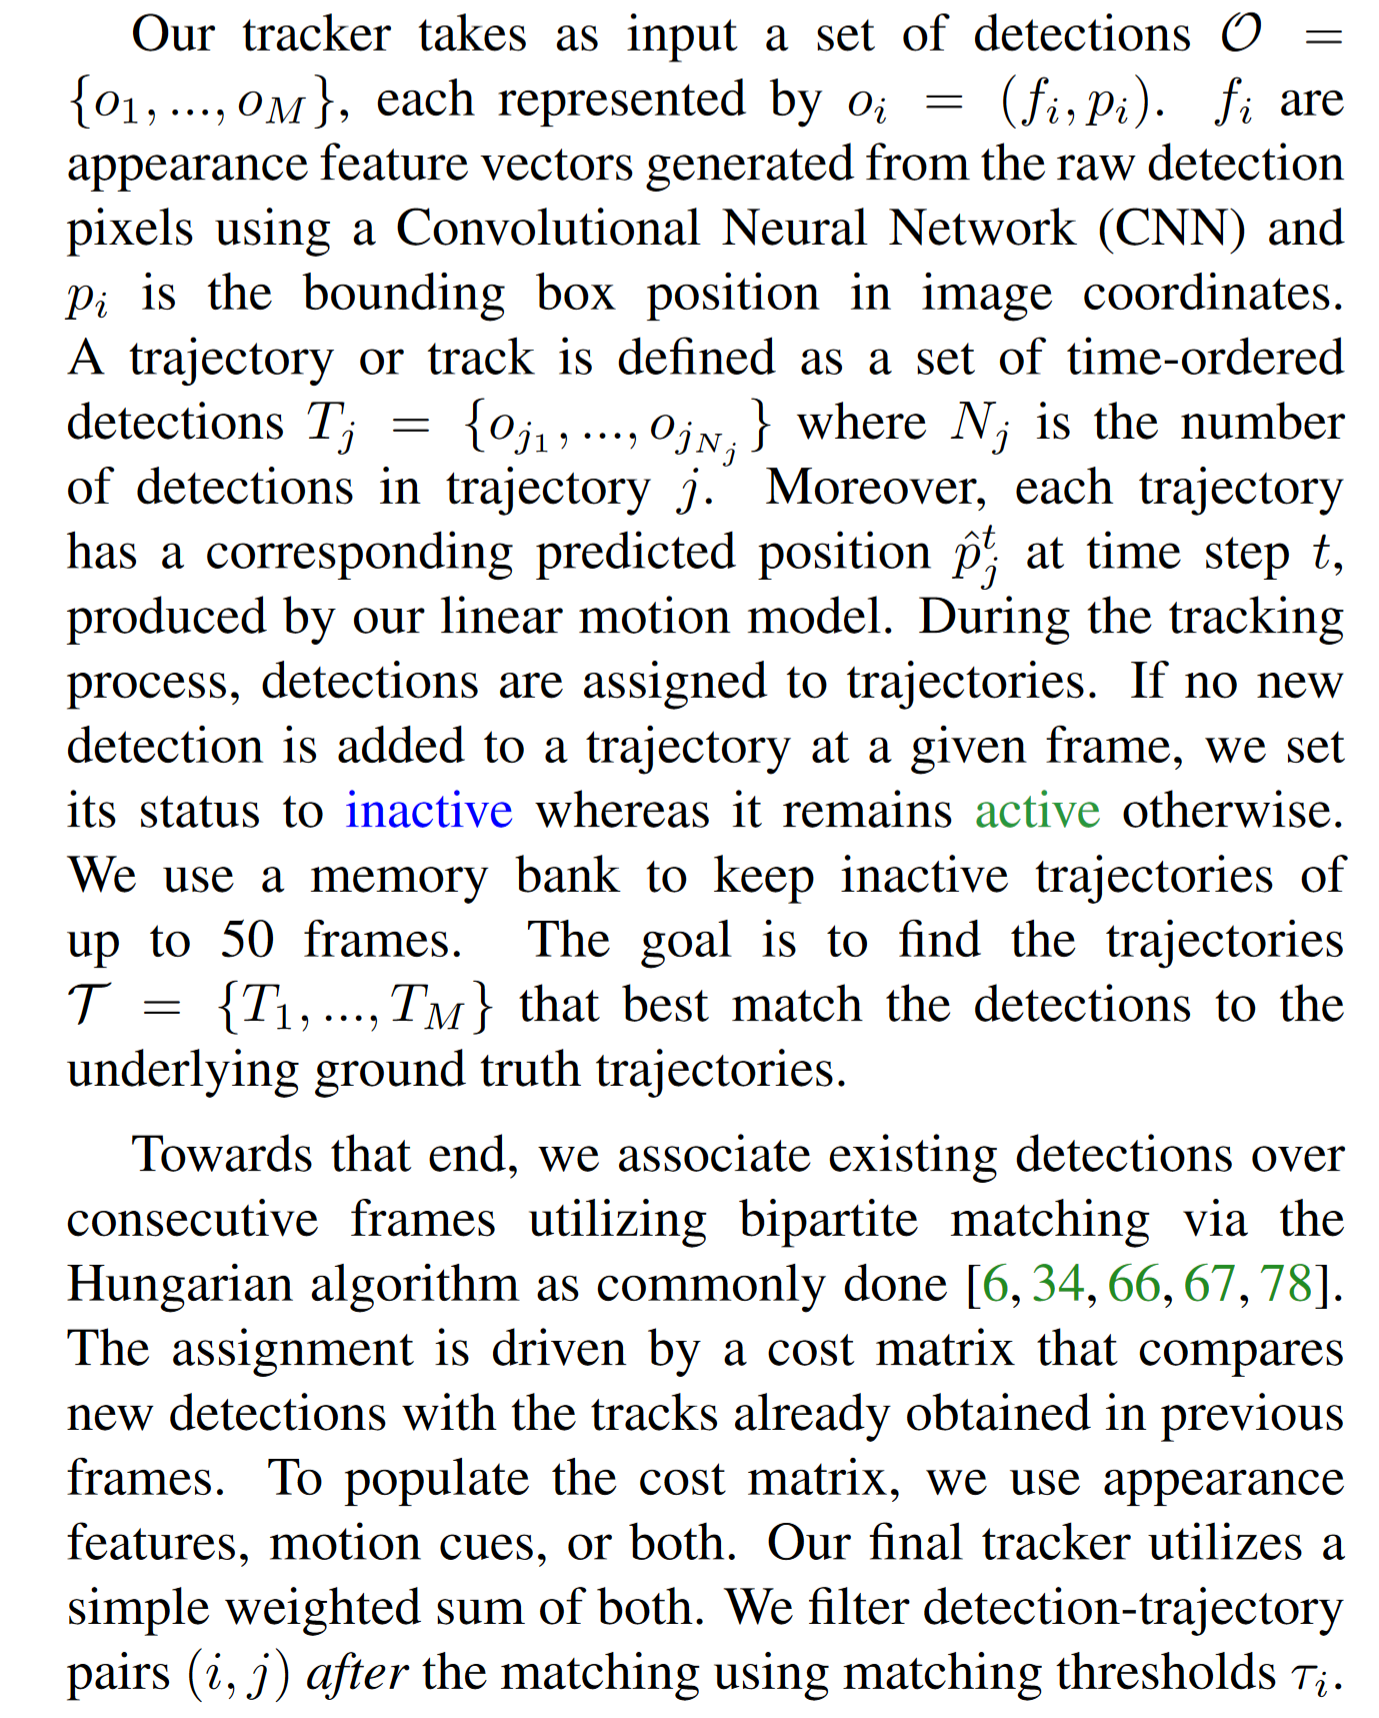 Our tracker takes as input a set of detections 𝒪 =
{o₁, ..., o_M}, each represented by o_i = (f_i, p_i). f_i are
appearance feature vectors generated from the raw detection
pixels using a Convolutional Neural Network (CNN) and
p_i is the bounding box position in image coordinates.
A trajectory or track is defined as a set of time-ordered
detections T_j = {o_{j_1}, ..., o_{j_{N_j}}} where N_j is the number
of detections in trajectory j. Moreover, each trajectory
has a corresponding predicted position \hat{p}_j^t at time step t,
produced by our linear motion model. During the tracking
process, detections are assigned to trajectories. If no new
detection is added to a trajectory at a given frame, we set
its status to inactive whereas it remains active otherwise.
We use a memory bank to keep inactive trajectories of
up to 50 frames. The goal is to find the trajectories
𝒯 = {T₁, ..., T_M} that best match the detections to the
underlying ground truth trajectories.
Towards that end, we associate existing detections over
consecutive frames utilizing bipartite matching via the
Hungarian algorithm as commonly done [6, 34, 66, 67, 78].
The assignment is driven by a cost matrix that compares
new detections with the tracks already obtained in previous
frames. To populate the cost matrix, we use appearance
features, motion cues, or both. Our final tracker utilizes a
simple weighted sum of both. We filter detection-trajectory
pairs (i, j) after the matching using matching thresholds τ_i.